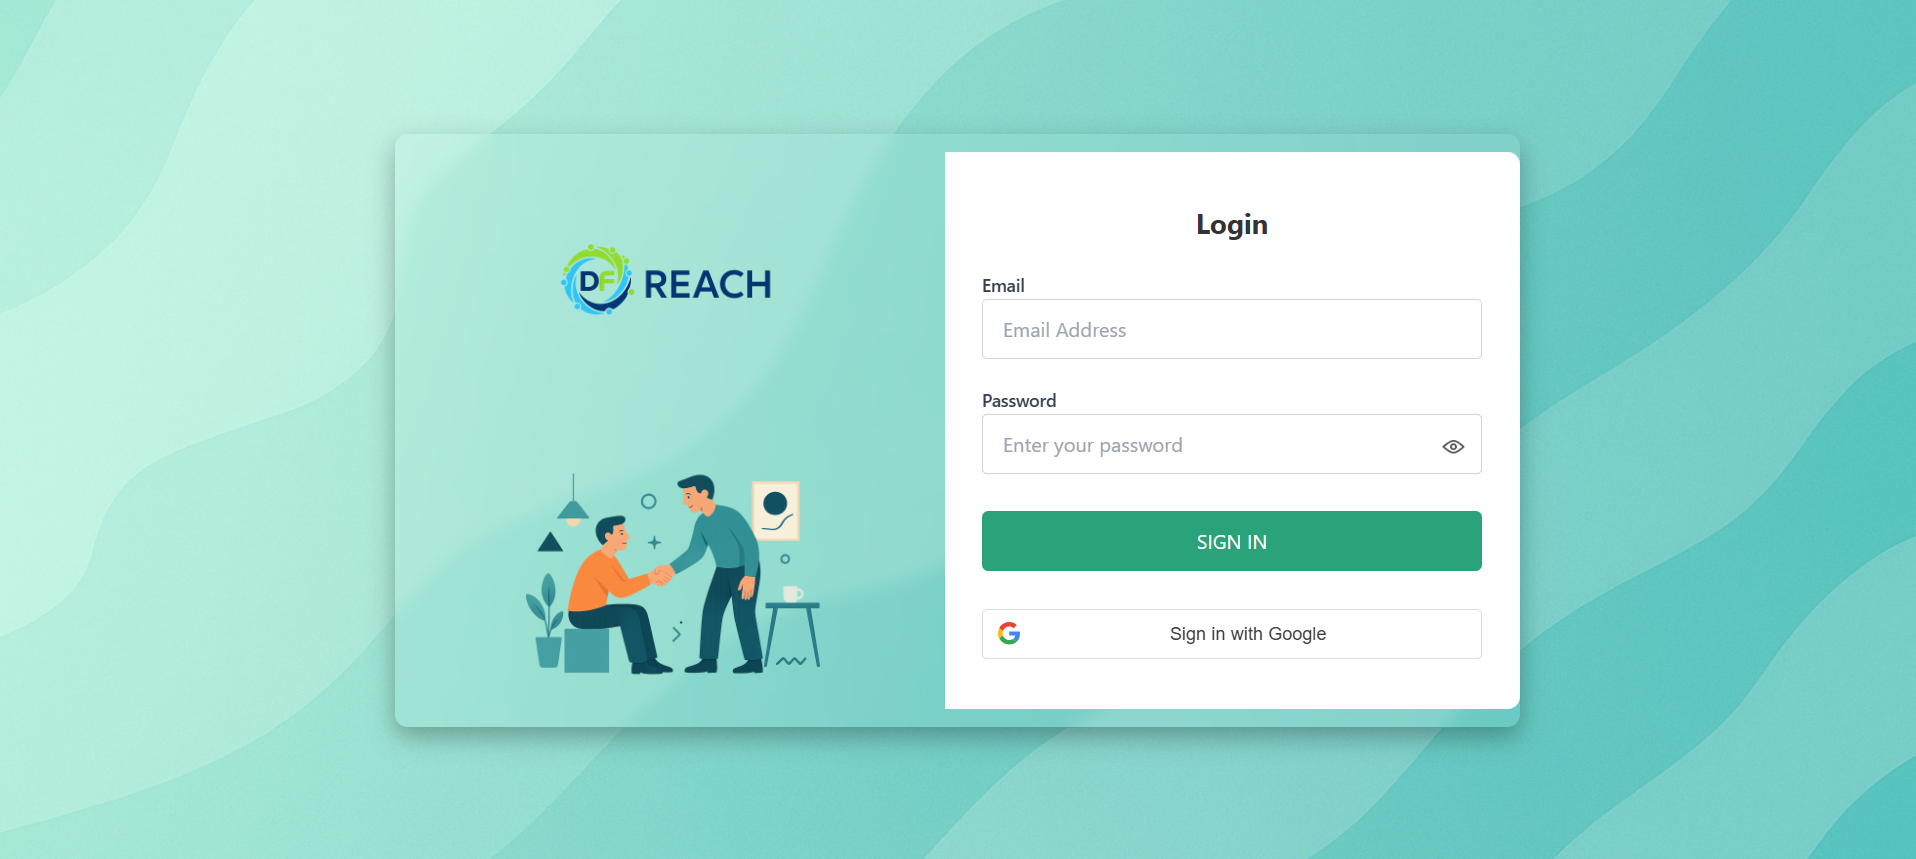 DF REACH
Login
Email
Email Address
Password
Enter your password
SIGN IN
Sign in with Google